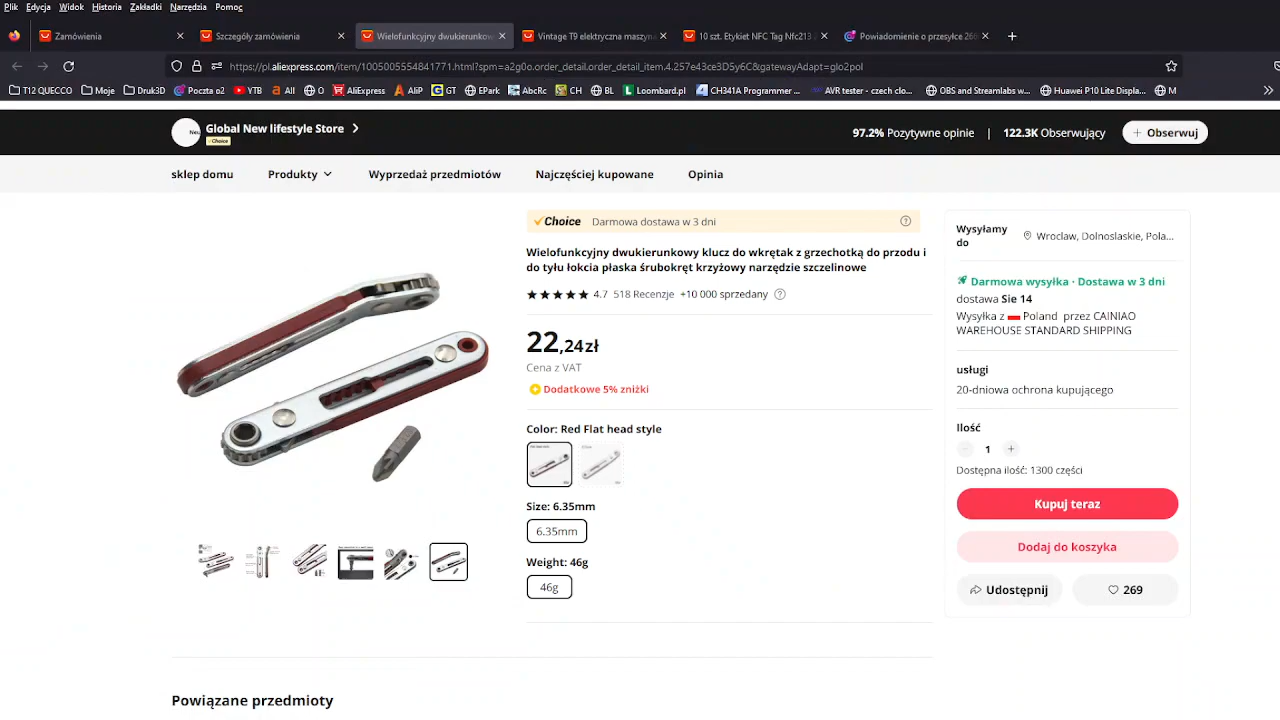 Plik Edycja Widok Historia Zakładki Narzędzia Pomoc
Zamówienia
Szczegóły zamówienia
Wielofunkcyjny dwukierunkow
Vintage T9 elektryczna maszyn
10 szt. Etykiet NFC Tag Nfc213
Powiadomienie o przesyłce
https://pl.aliexpress.com/item/1005005554841771.html?spm=a2g0o.order_detail.order_detail_item.4.257e43ce3D5y6C&gatewayAdapt=glo2pol
T12 QUECCO Moje Druk3D Poczta o2 YTB All O AliExpress AliP GT EPark AbcRc CH BL Loombard.pl CH341A Programmer ... AVR tester - czech clo... OBS and Streamlabs w... Huawei P10 Lite Displa... M
Global New lifestyle Store
Choice
97.2% Pozytywne opinie | 122.3K Obserwujący
+ Obserwuj
sklep domu Produkty Wyprzedaż przedmiotów Najczęściej kupowane Opinia
Choice Darmowa dostawa w 3 dni
Wielofunkcyjny dwukierunkowy klucz do wkrętak z grzechotką do przodu i
do tyłu łokcia płaska śrubokręt krzyżowy narzędzie szczelinowe
4.7 518 Recenzje +10 000 sprzedany
22,24zł
Cena z VAT
Dodatkowe 5% zniżki
Color: Red Flat head style
Size: 6.35mm
6.35mm
Weight: 46g
46g
Wysyłamy
do
Wroclaw, Dolnoslaskie, Pola...
Darmowa wysyłka · Dostawa w 3 dni
dostawa Sie 14
Wysyłka z Poland przez CAINIAO
WAREHOUSE STANDARD SHIPPING
usługi
20-dniowa ochrona kupującego
Ilość
- 1 +
Dostępna ilość: 1300 części
Kupuj teraz
Dodaj do koszyka
Udostępnij
269
Powiązane przedmioty